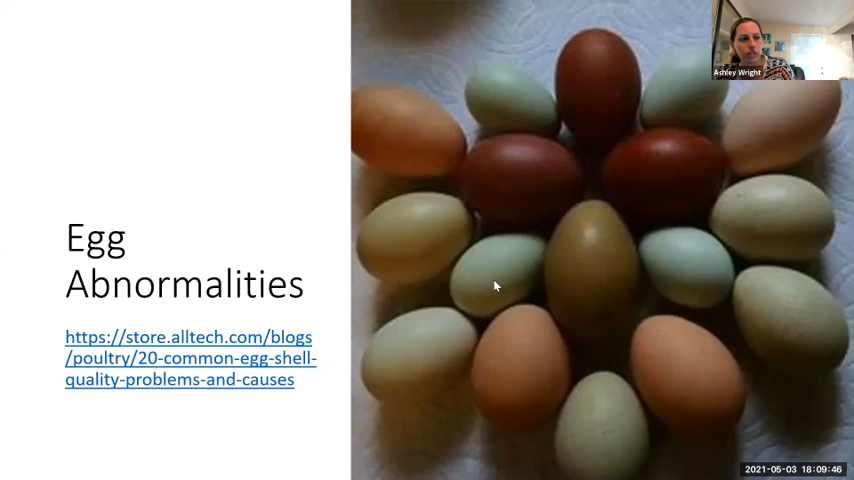 Ashley Wright
Egg
Abnormalities
https://store.alltech.com/blogs
/poultry/20-common-egg-shell-
quality-problems-and-causes
2021-05-03 18:09:46